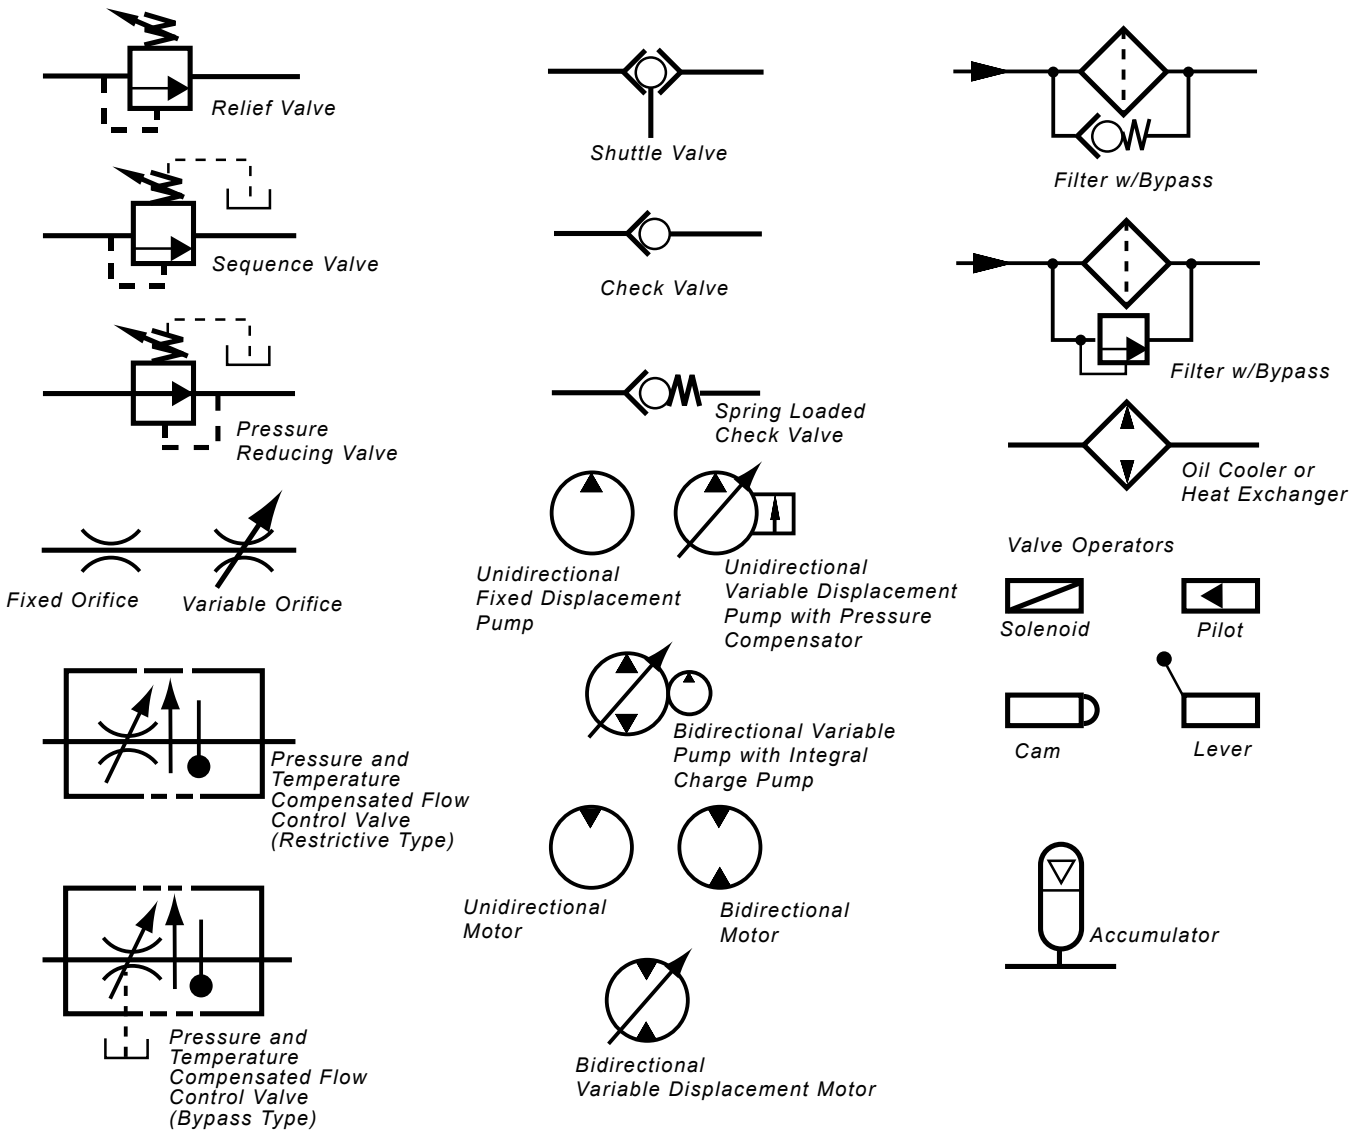 Relief Valve
Sequence Valve
Pressure
Reducing Valve
Fixed Orifice
Variable Orifice
Pressure and
Temperature
Compensated Flow
Control Valve
(Restrictive Type)
Pressure and
Temperature
Compensated Flow
Control Valve
(Bypass Type)
Shuttle Valve
Check Valve
Spring Loaded
Check Valve
Unidirectional
Fixed Displacement
Pump
Unidirectional
Variable Displacement
Pump with Pressure
Compensator
Bidirectional Variable
Pump with Integral
Charge Pump
Unidirectional
Motor
Bidirectional
Motor
Bidirectional
Variable Displacement Motor
Filter w/Bypass
Filter w/Bypass
Oil Cooler or
Heat Exchanger
Valve Operators
Solenoid
Pilot
Cam
Lever
Accumulator